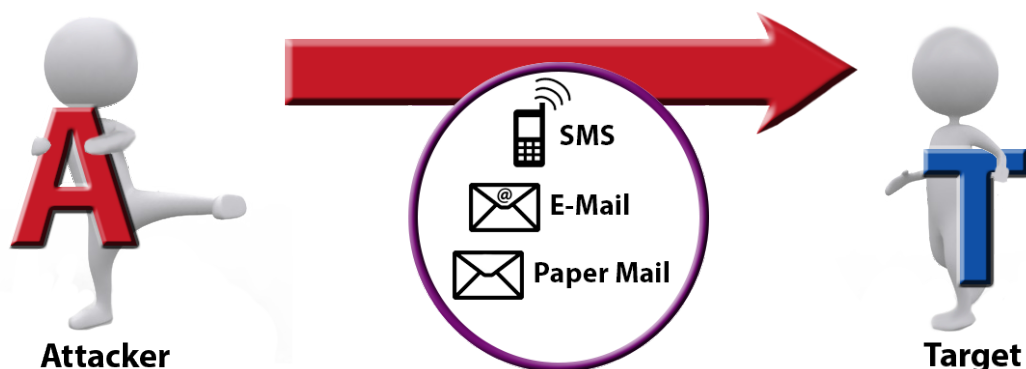 A
SMS
@
E-Mail
Paper Mail
T
Attacker
Target